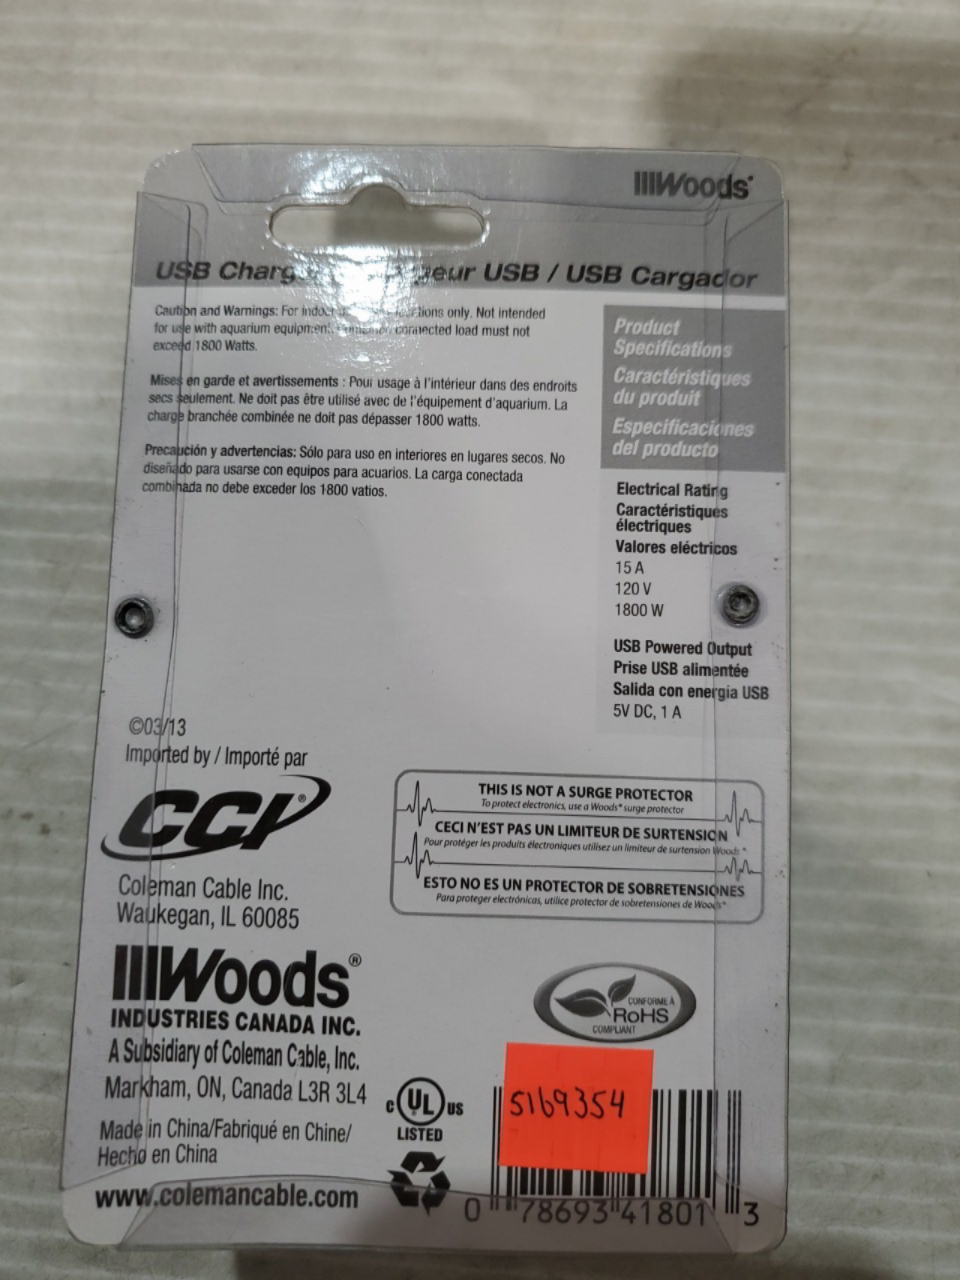 Woods
USB Charg eur USB / USB Cargador
Caution and Warnings: For indoor locations only. Not intended
for use with aquarium equipment. Combined connected load must not
exceed 1800 Watts.
Mises en garde et avertissements : Pour usage à l'intérieur dans des endroits
secs seulement. Ne doit pas être utilisé avec de l'équipement d'aquarium. La
charge branchée combinée ne doit pas dépasser 1800 watts.
Precaución y advertencias: Sólo para uso en interiores en lugares secos. No
diseñado para usarse con equipos para acuarios. La carga conectada
combinada no debe exceder los 1800 vatios.
Product
Specifications
Caractéristiques
du produit
Especificaciones
del producto
Electrical Rating
Caractéristiques
électriques
Valores eléctricos
15 A
120 V
1800 W
USB Powered Output
Prise USB alimentée
Salida con energia USB
5V DC, 1 A
©03/13
Imported by / Importé par
CCI®
Coleman Cable Inc.
Waukegan, IL 60085
Woods®
INDUSTRIES CANADA INC.
A Subsidiary of Coleman Cable, Inc.
Markham, ON, Canada L3R 3L4
Made in China/Fabriqué en Chine/
Hecho en China
www.colemancable.com
THIS IS NOT A SURGE PROTECTOR
To protect electronics, use a Woods® surge protector
CECI N'EST PAS UN LIMITEUR DE SURTENSION
Pour protéger les produits électroniques utilisez un limiteur de surtension Woods ®.
ESTO NO ES UN PROTECTOR DE SOBRETENSIONES
Para proteger electrónicas, utilice protector de sobretensiones de Woods®
CONFORME À
RoHS
COMPLIANT
C UL US
LISTED
5169354
0 78693 41801 3